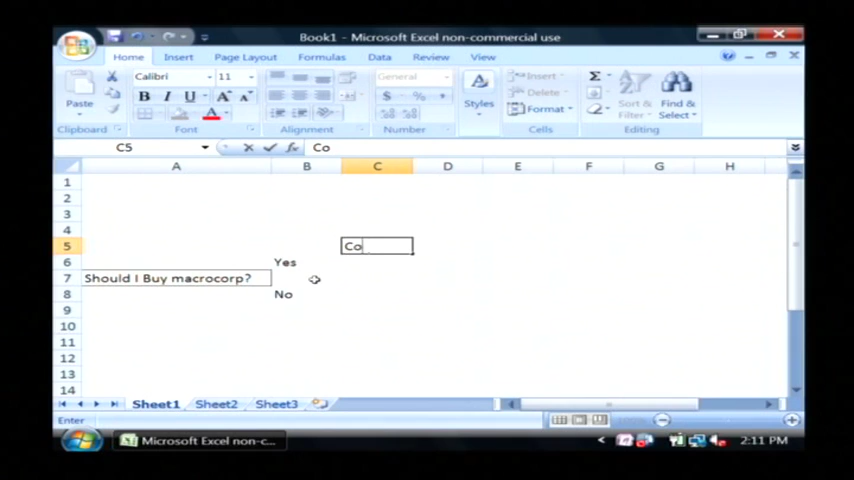 Book1 - Microsoft Excel non-commercial use
Home Insert Page Layout Formulas Data Review View
Calibri 11 General Insert Σ
Paste B I U A A A $ % , Styles Delete Format Sort & Filter Find & Select
Clipboard Font Alignment Number Cells Editing
C5 fx Co
A B C D E F G H
1
2
3
4
5 Co
6 Yes
7 Should I Buy macrocorp?
8 No
9
10
11
12
13
14
Sheet1 Sheet2 Sheet3
Enter
Microsoft Excel non-c... 2:11 PM